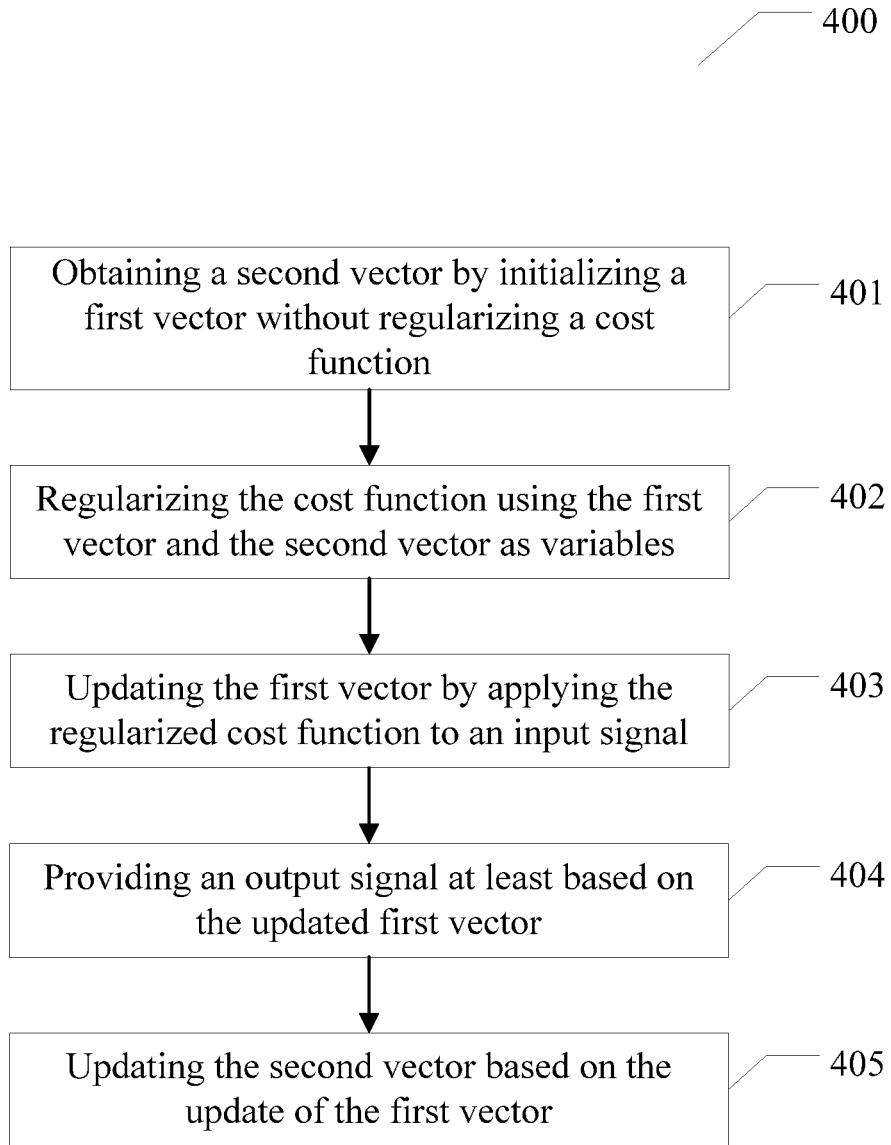 400
Obtaining a second vector by initializing a
first vector without regularizing a cost
function
401
Regularizing the cost function using the first
vector and the second vector as variables
402
Updating the first vector by applying the
regularized cost function to an input signal
403
Providing an output signal at least based on
the updated first vector
404
Updating the second vector based on the
update of the first vector
405